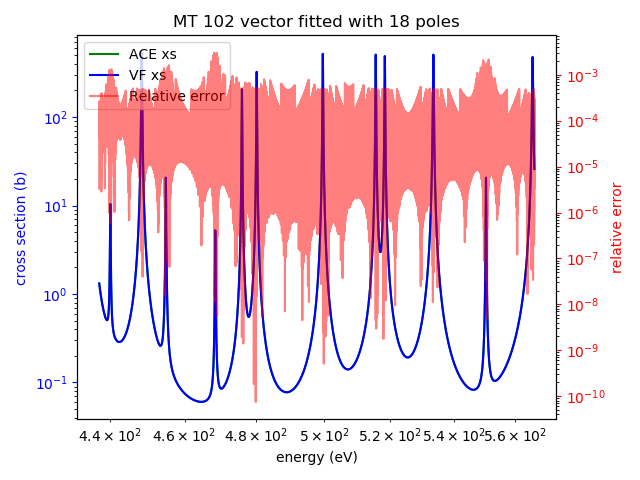 MT 102 vector fitted with 18 poles
ACE xs
VF xs
Relative error
cross section (b)
10²
10¹
10⁰
10⁻¹
10⁻³
10⁻⁴
10⁻⁵
10⁻⁶
10⁻⁷
10⁻⁸
10⁻⁹
10⁻¹⁰
relative error
4.4 × 10² 4.6 × 10² 4.8 × 10² 5 × 10² 5.2 × 10² 5.4 × 10² 5.6 × 10²
energy (eV)